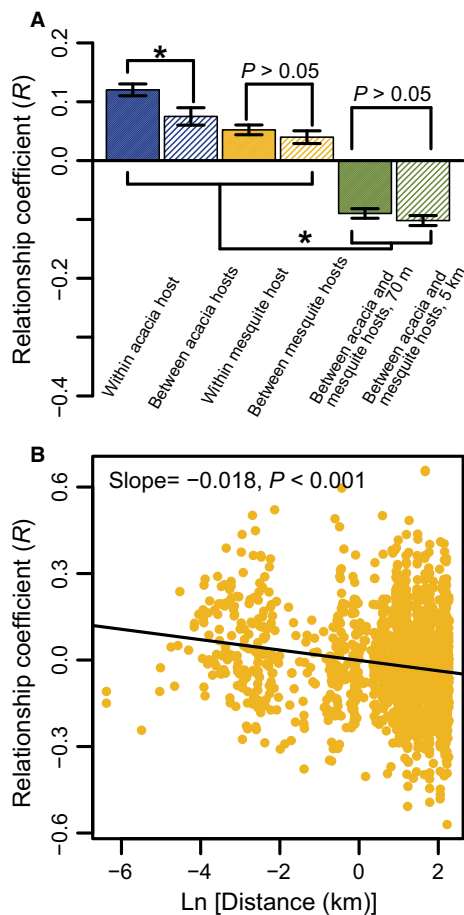 A
Relationship coefficient (R)
0.2
0.1
0.0
−0.2
−0.4
*
P > 0.05
P > 0.05
*
Within acacia host
Between acacia hosts
Within mesquite host
Between mesquite hosts
Between acacia and
mesquite hosts, 70 m
Between acacia and
mesquite hosts, 5 km
B
Slope= −0.018, P < 0.001
Relationship coefficient (R)
0.6
0.3
0.0
−0.3
−0.6
−6
−4
−2
0
2
Ln [Distance (km)]